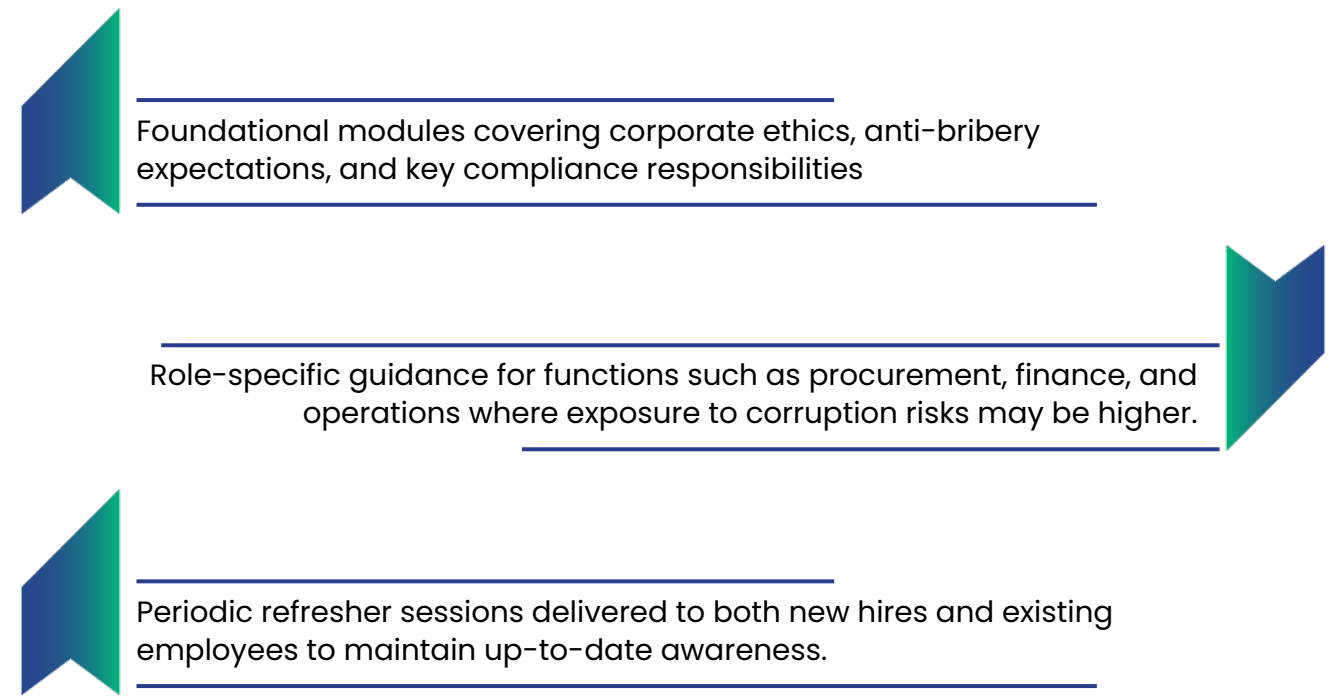 Foundational modules covering corporate ethics, anti-bribery
expectations, and key compliance responsibilities
Role-specific guidance for functions such as procurement, finance, and
operations where exposure to corruption risks may be higher.
Periodic refresher sessions delivered to both new hires and existing
employees to maintain up-to-date awareness.